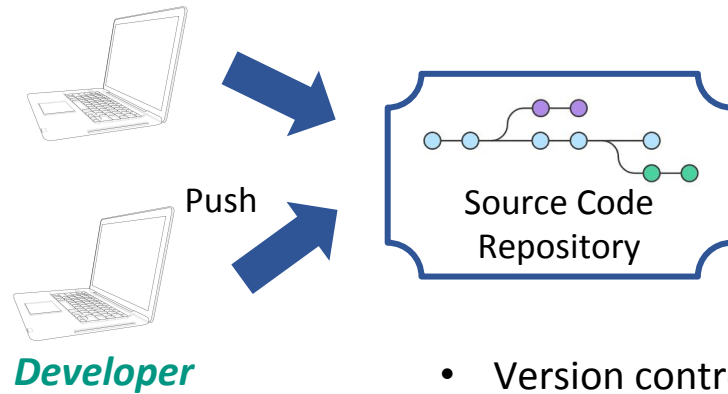 Push
Source Code
Repository
Developer
• Version contr